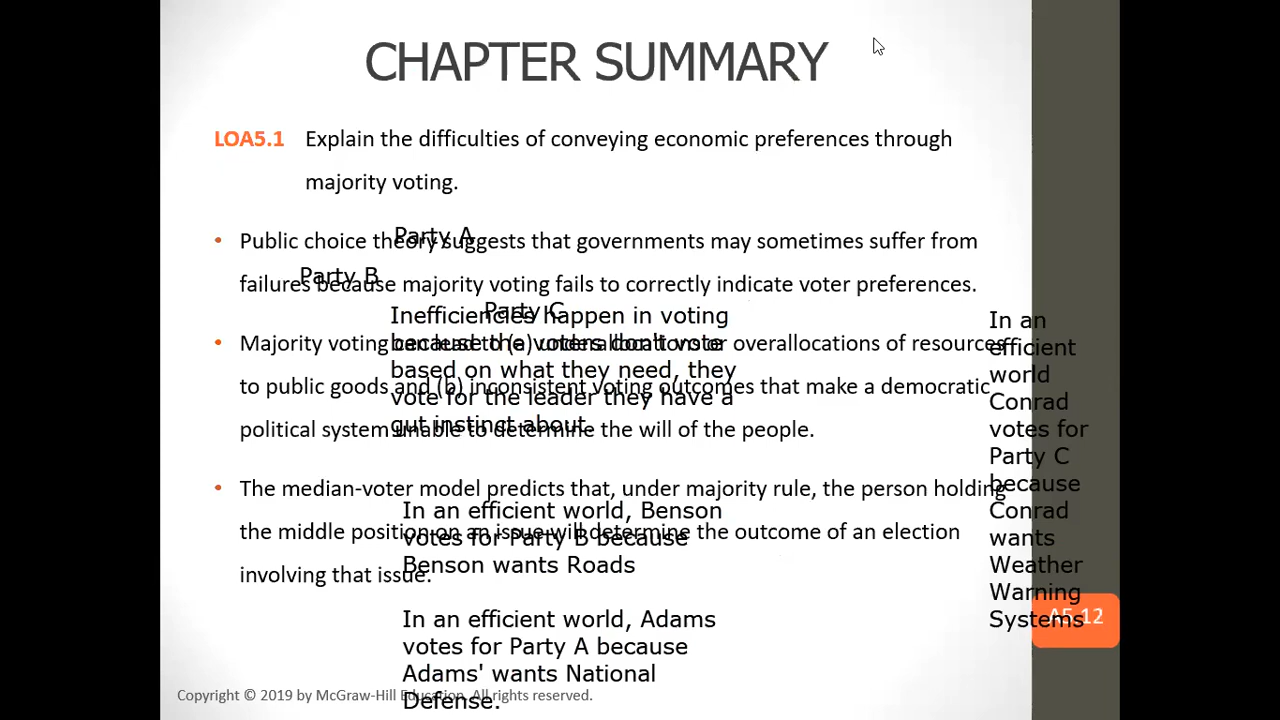 CHAPTER SUMMARY
LOA5.1 Explain the difficulties of conveying economic preferences through
majority voting.
• Public choice theory suggests that governments may sometimes suffer from
failures because majority voting fails to correctly indicate voter preferences.
• Majority voting can lead to (a) underallocations or overallocations of resources
to public goods and (b) inconsistent voting outcomes that make a democratic
political system unable to determine the will of the people.
• The median-voter model predicts that, under majority rule, the person holding
the middle position on an issue will determine the outcome of an election
involving that issue.
Party A
Party B
Party C
Inefficiencies happen in voting
because the voters don't vote
based on what they need, they
vote for the leader they have a
gut instinct about.
In an efficient world, Benson
votes for Party B because
Benson wants Roads
In an efficient world, Adams
votes for Party A because
Adams' wants National
Defense.
In an
efficient
world
Conrad
votes for
Party C
because
Conrad
wants
Weather
Warning
Systems
A5.12
Copyright © 2019 by McGraw-Hill Education. All rights reserved.